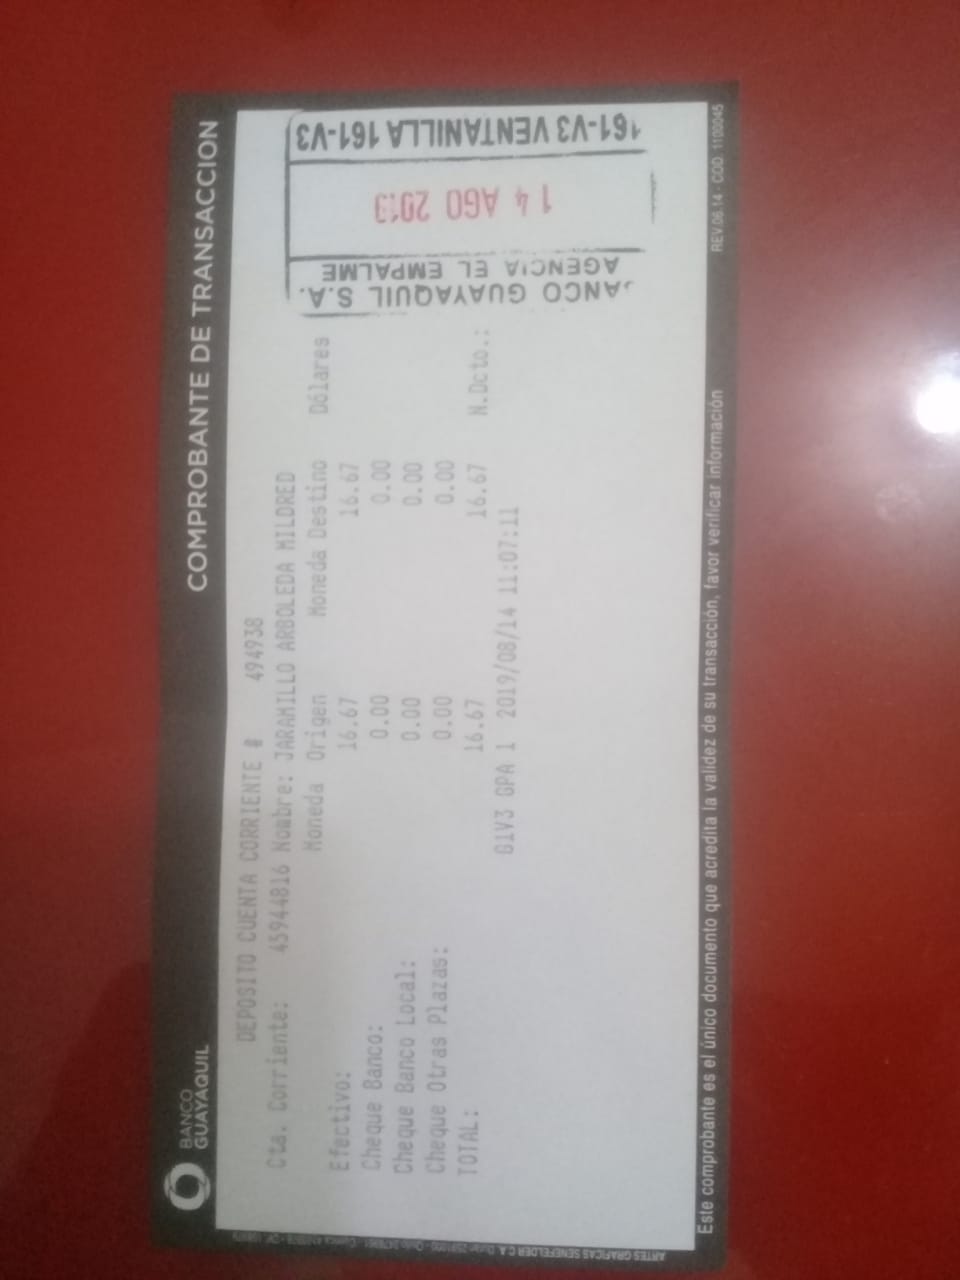 BANCO
GUAYAQUIL
COMPROBANTE DE TRANSACCION
DEPOSITO CUENTA CORRIENTE # 494938
Cta. Corriente: 45944816 Nombre: JARAMILLO ARBOLEDA MILDRED
Moneda Origen Moneda Destino Dólares
Efectivo: 16.67 16.67
Cheque Banco: 0.00 0.00
Cheque Banco Local: 0.00 0.00
Cheque Otras Plazas: 0.00 0.00
TOTAL: 16.67 16.67 N.Dcto.:
G1V3 GPA 1 2019/08/14 11:07:11
BANCO GUAYAQUIL S.A.
AGENCIA EL EMPALME
14 AGO 2019
161-V3 VENTANILLA 161-V3
ARTES GRAFICAS SENEFELDER C.A.
Este comprobante es el único documento que acredita la validez de su transacción, favor verificar información
REV.06.14 - COD. 1100045